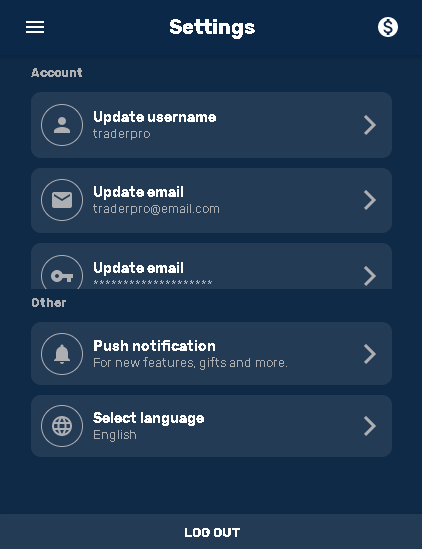 Settings
Account
Update username
traderpro
Update email
traderpro@email.com
Update email
********************
Other
Push notification
For new features, gifts and more.
Select language
English
LOG OUT